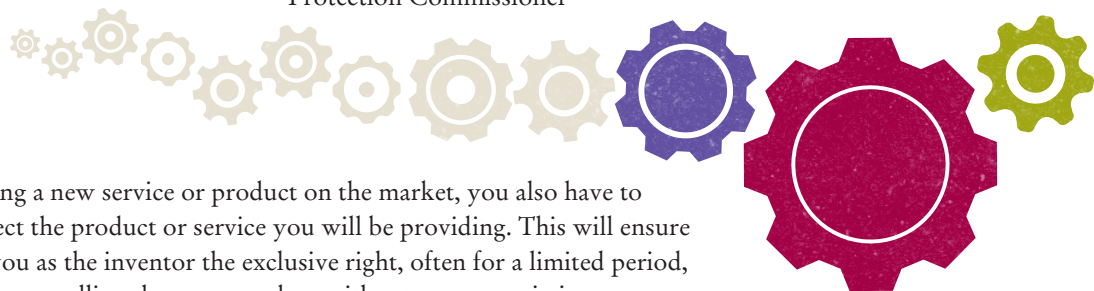 Protection Commissioner
ng a new service or product on the market, you also have to
ect the product or service you will be providing. This will ensure
you as the inventor the exclusive right, often for a limited period,